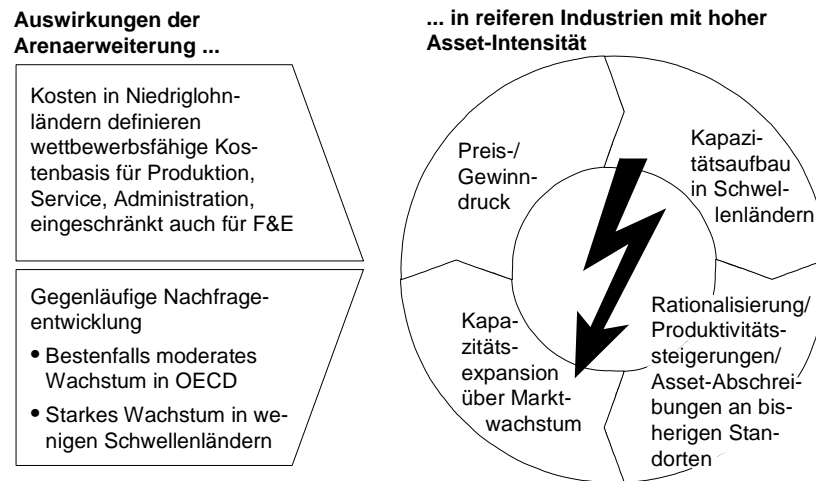 Auswirkungen der
Arenaerweiterung ...
Kosten in Niedriglohn-
ländern definieren
wettbewerbsfähige Kos-
tenbasis für Produktion,
Service, Administration,
eingeschränkt auch für F&E
Gegenläufige Nachfrage-
entwicklung
• Bestenfalls moderates
Wachstum in OECD
• Starkes Wachstum in we-
nigen Schwellenländern
... in reiferen Industrien mit hoher
Asset-Intensität
Preis-/
Gewinn-
druck
Kapazi-
tätsaufbau
in Schwel-
lenländern
Rationalisierung/
Produktivitäts-
steigerungen/
Asset-Abschrei-
bungen an bis-
herigen Stan-
dorten
Kapa-
zitäts-
expansion
über Markt-
wachstum